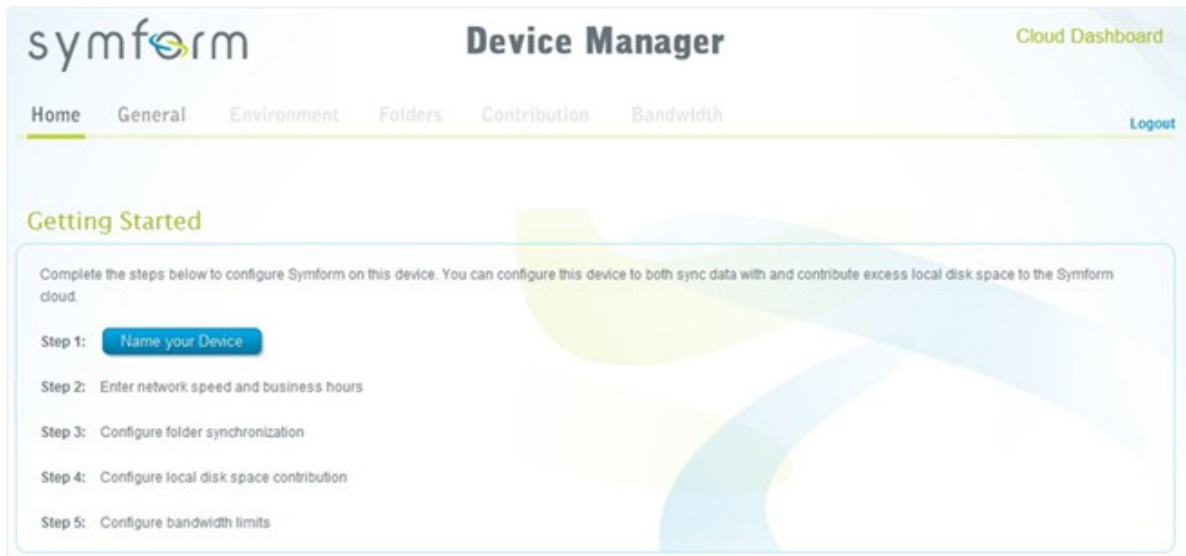 symform
Device Manager
Cloud Dashboard
Home General Environment Folders Contribution Bandwidth
Logout
Getting Started
Complete the steps below to configure Symform on this device. You can configure this device to both sync data with and contribute excess local disk space to the Symform
cloud.
Step 1: Name your Device
Step 2: Enter network speed and business hours
Step 3: Configure folder synchronization
Step 4: Configure local disk space contribution
Step 5: Configure bandwidth limits